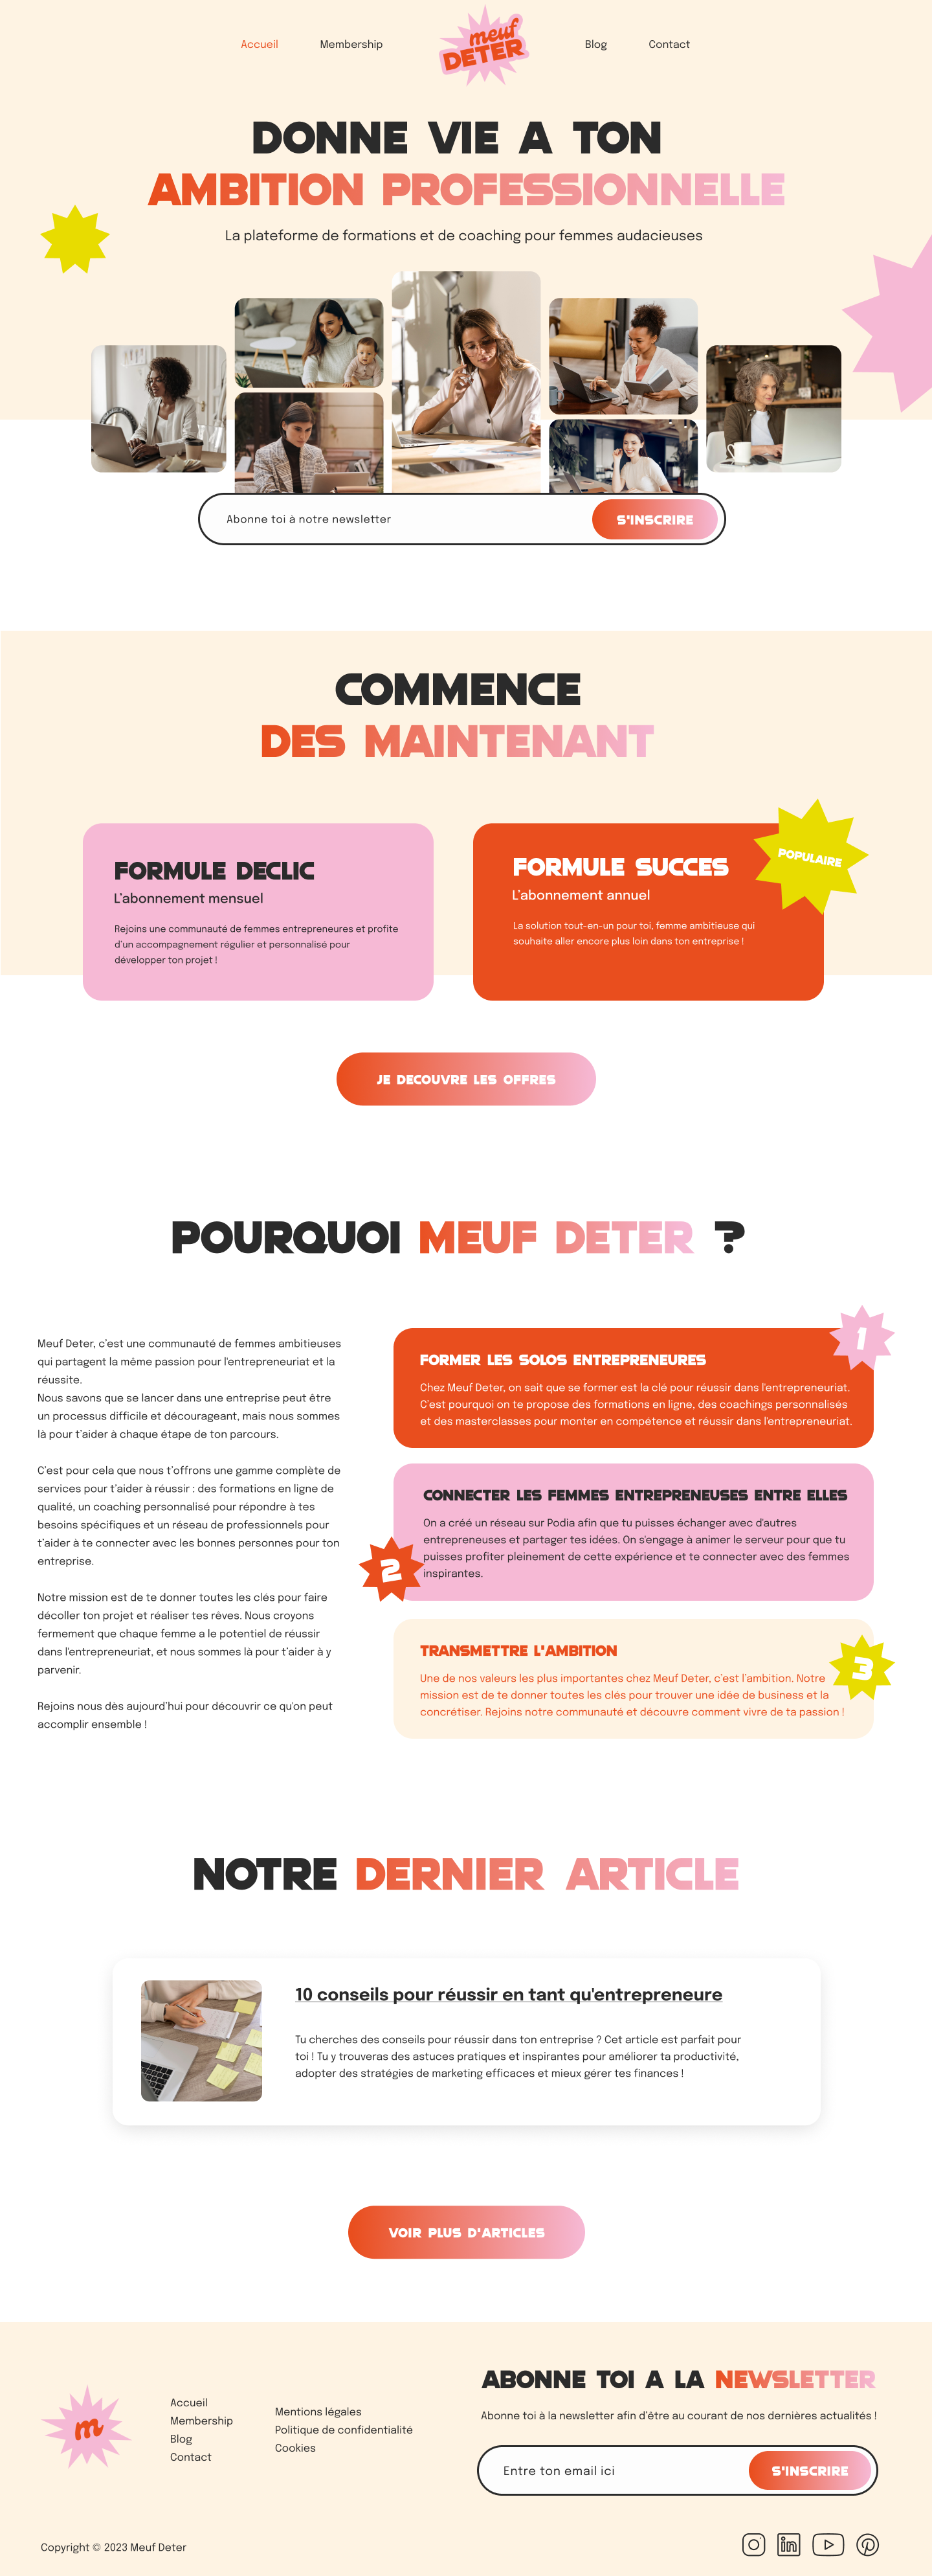 Accueil
Membership
meuf
DETER
Blog
Contact
DONNE VIE A TON
AMBITION PROFESSIONNELLE
La plateforme de formations et de coaching pour femmes audacieuses
Abonne toi à notre newsletter
S'INSCRIRE
COMMENCE
DES MAINTENANT
FORMULE DECLIC
L'abonnement mensuel
Rejoins une communauté de femmes entrepreneures et profite
d'un accompagnement régulier et personnalisé pour
développer ton projet !
POPULAIRE
FORMULE SUCCES
L'abonnement annuel
La solution tout-en-un pour toi, femme ambitieuse qui
souhaite aller encore plus loin dans ton entreprise !
JE DECOUVRE LES OFFRES
POURQUOI MEUF DETER ?
Meuf Deter, c'est une communauté de femmes ambitieuses
qui partagent la même passion pour l'entrepreneuriat et la
réussite.
Nous savons que se lancer dans une entreprise peut être
un processus difficile et décourageant, mais nous sommes
là pour t'aider à chaque étape de ton parcours.
C'est pour cela que nous t'offrons une gamme complète de
services pour t'aider à réussir : des formations en ligne de
qualité, un coaching personnalisé pour répondre à tes
besoins spécifiques et un réseau de professionnels pour
t'aider à te connecter avec les bonnes personnes pour ton
entreprise.
Notre mission est de te donner toutes les clés pour faire
décoller ton projet et réaliser tes rêves. Nous croyons
fermement que chaque femme a le potentiel de réussir
dans l'entrepreneuriat, et nous sommes là pour t'aider à y
parvenir.
Rejoins nous dès aujourd'hui pour découvrir ce qu'on peut
accomplir ensemble !
1
FORMER LES SOLOS ENTREPRENEURES
Chez Meuf Deter, on sait que se former est la clé pour réussir dans l'entrepreneuriat.
C'est pourquoi on te propose des formations en ligne, des coachings personnalisés
et des masterclasses pour monter en compétence et réussir dans l'entrepreneuriat.
2
CONNECTER LES FEMMES ENTREPRENEUSES ENTRE ELLES
On a créé un réseau sur Podia afin que tu puisses échanger avec d'autres
entrepreneuses et partager tes idées. On s'engage à animer le serveur pour que tu
puisses profiter pleinement de cette expérience et te connecter avec des femmes
inspirantes.
3
TRANSMETTRE L'AMBITION
Une de nos valeurs les plus importantes chez Meuf Deter, c'est l'ambition. Notre
mission est de te donner toutes les clés pour trouver une idée de business et la
concrétiser. Rejoins notre communauté et découvre comment vivre de ta passion !
NOTRE DERNIER ARTICLE
10 conseils pour réussir en tant qu'entrepreneure
Tu cherches des conseils pour réussir dans ton entreprise ? Cet article est parfait pour
toi ! Tu y trouveras des astuces pratiques et inspirantes pour améliorer ta productivité,
adopter des stratégies de marketing efficaces et mieux gérer tes finances !
VOIR PLUS D'ARTICLES
m
Accueil
Membership
Blog
Contact
Mentions légales
Politique de confidentialité
Cookies
ABONNE TOI A LA NEWSLETTER
Abonne toi à la newsletter afin d'être au courant de nos dernières actualités !
Entre ton email ici
S'INSCRIRE
Copyright © 2023 Meuf Deter
in